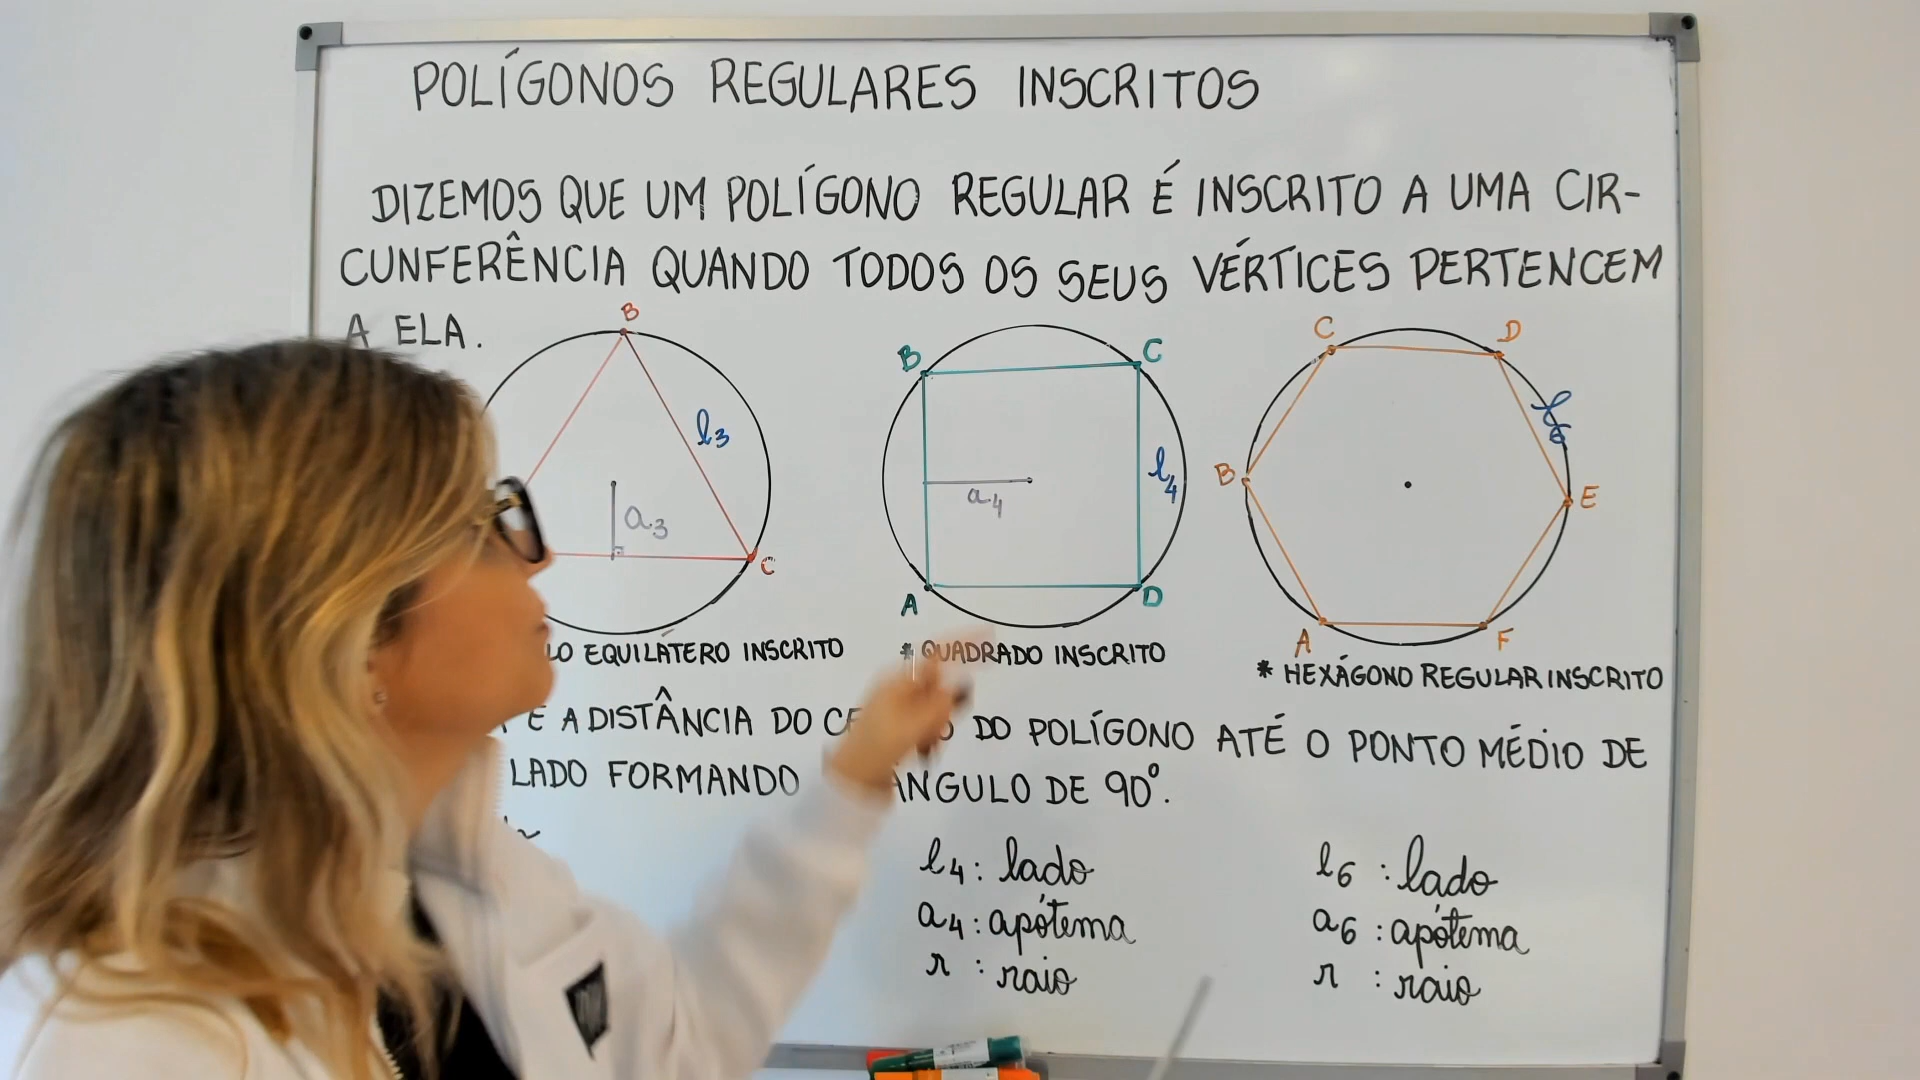 POLÍGONOS REGULARES INSCRITOS
DIZEMOS QUE UM POLÍGONO REGULAR É INSCRITO A UMA CIR-
CUNFERÊNCIA QUANDO TODOS OS SEUS VÉRTICES PERTENCEM
A ELA.
B
l3
a3
C
B C
l4
a4
A D
C D
l6
B E
A F
LO EQUILÁTERO INSCRITO
* QUADRADO INSCRITO
* HEXÁGONO REGULAR INSCRITO
É A DISTÂNCIA DO DO POLÍGONO ATÉ O PONTO MÉDIO DE
LADO FORMANDO ÂNGULO DE 90º.
l4 : lado
a4 : apótema
r : raio
l6 : lado
a6 : apótema
r : raio